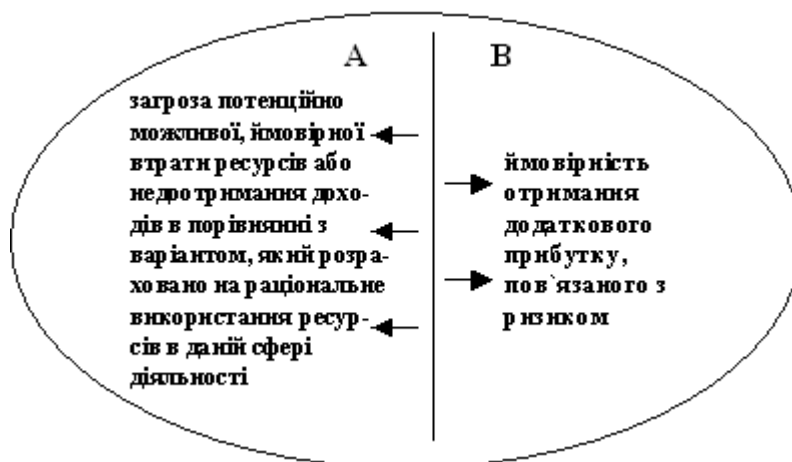 А
загроза потенційно
можливої, ймовірної
втрати ресурсів або
недоотримання дохо-
дів в порівнянні з
варіантом, який розра-
ховано на раціональне
використання ресур-
сів в даній сфері
діяльності
В
ймовірність
отримання
додаткового
прибутку,
пов`язаного з
ризиком